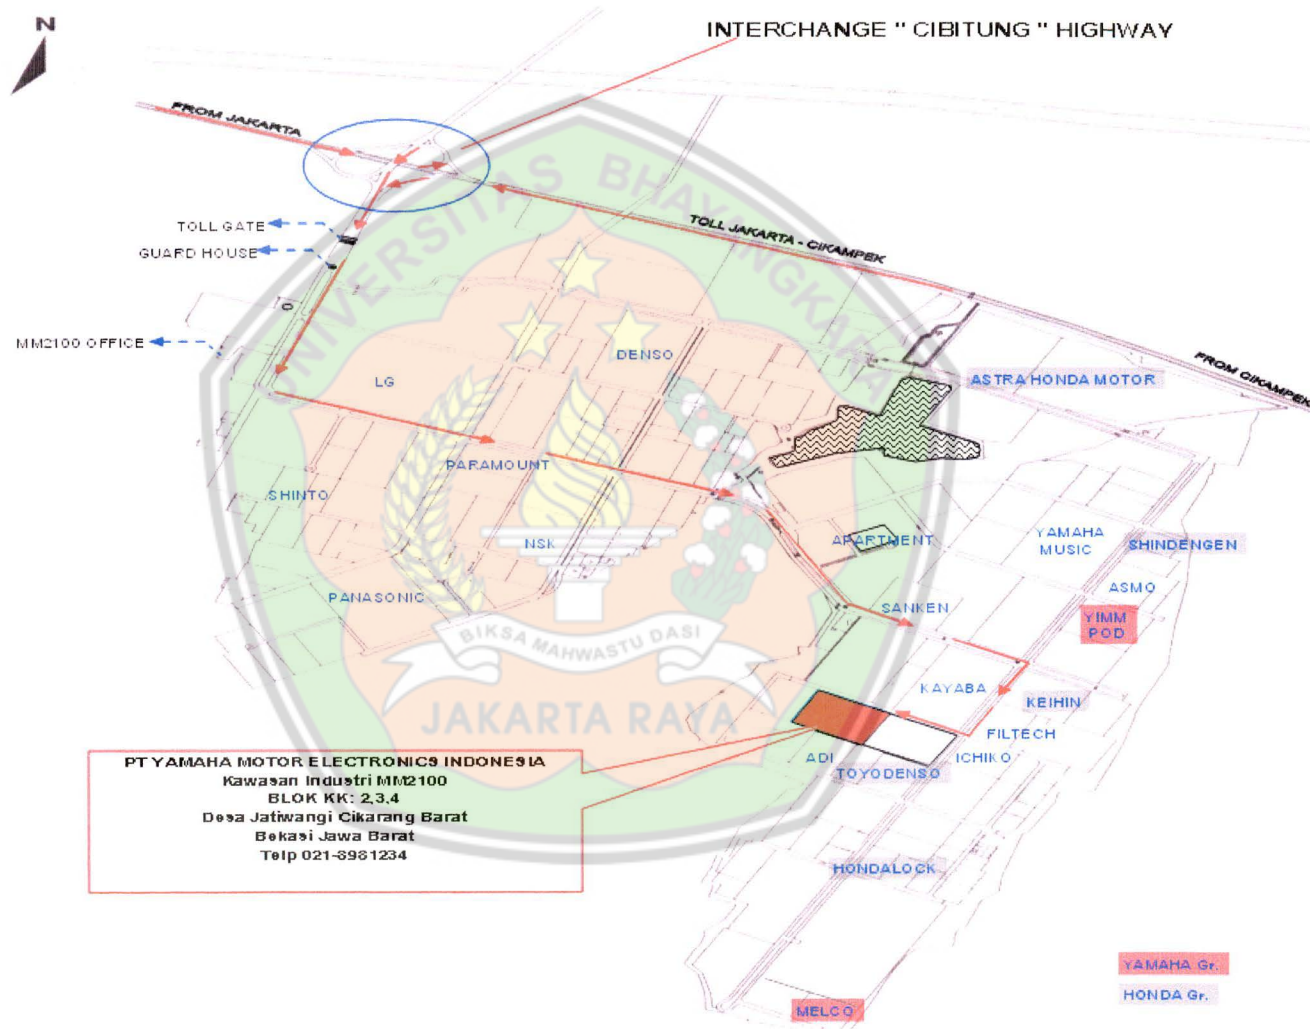 N
INTERCHANGE " CIBITUNG " HIGHWAY
FROM JAKARTA
TOLL GATE
GUARD HOUSE
TOLL JAKARTA - CIKAMPEK
MM2100 OFFICE
FROM CIKAMPEK
UNIVERSITAS BHAYANGKARA
DENSO
LG
ASTRA HONDA MOTOR
PARAMOUNT
SHINTO
NSK
APARTMENT
YAMAHA
MUSIC
SHINDENGEN
PANASONIC
SANKEN
ASMO
YIMM
POD
BIKSA MAHWASTU DASI
KAYABA
KEIHIN
JAKARTA RAYA
FILTECH
ADI
ICHIKO
TOYODENSO
PT YAMAHA MOTOR ELECTRONICS INDONESIA
Kawasan Industri MM2100
BLOK KK: 2,3,4
Desa Jatiwangi Cikarang Barat
Bekasi Jawa Barat
Telp 021-8981234
HONDALOCK
YAMAHA Gr.
HONDA Gr.
MELCO